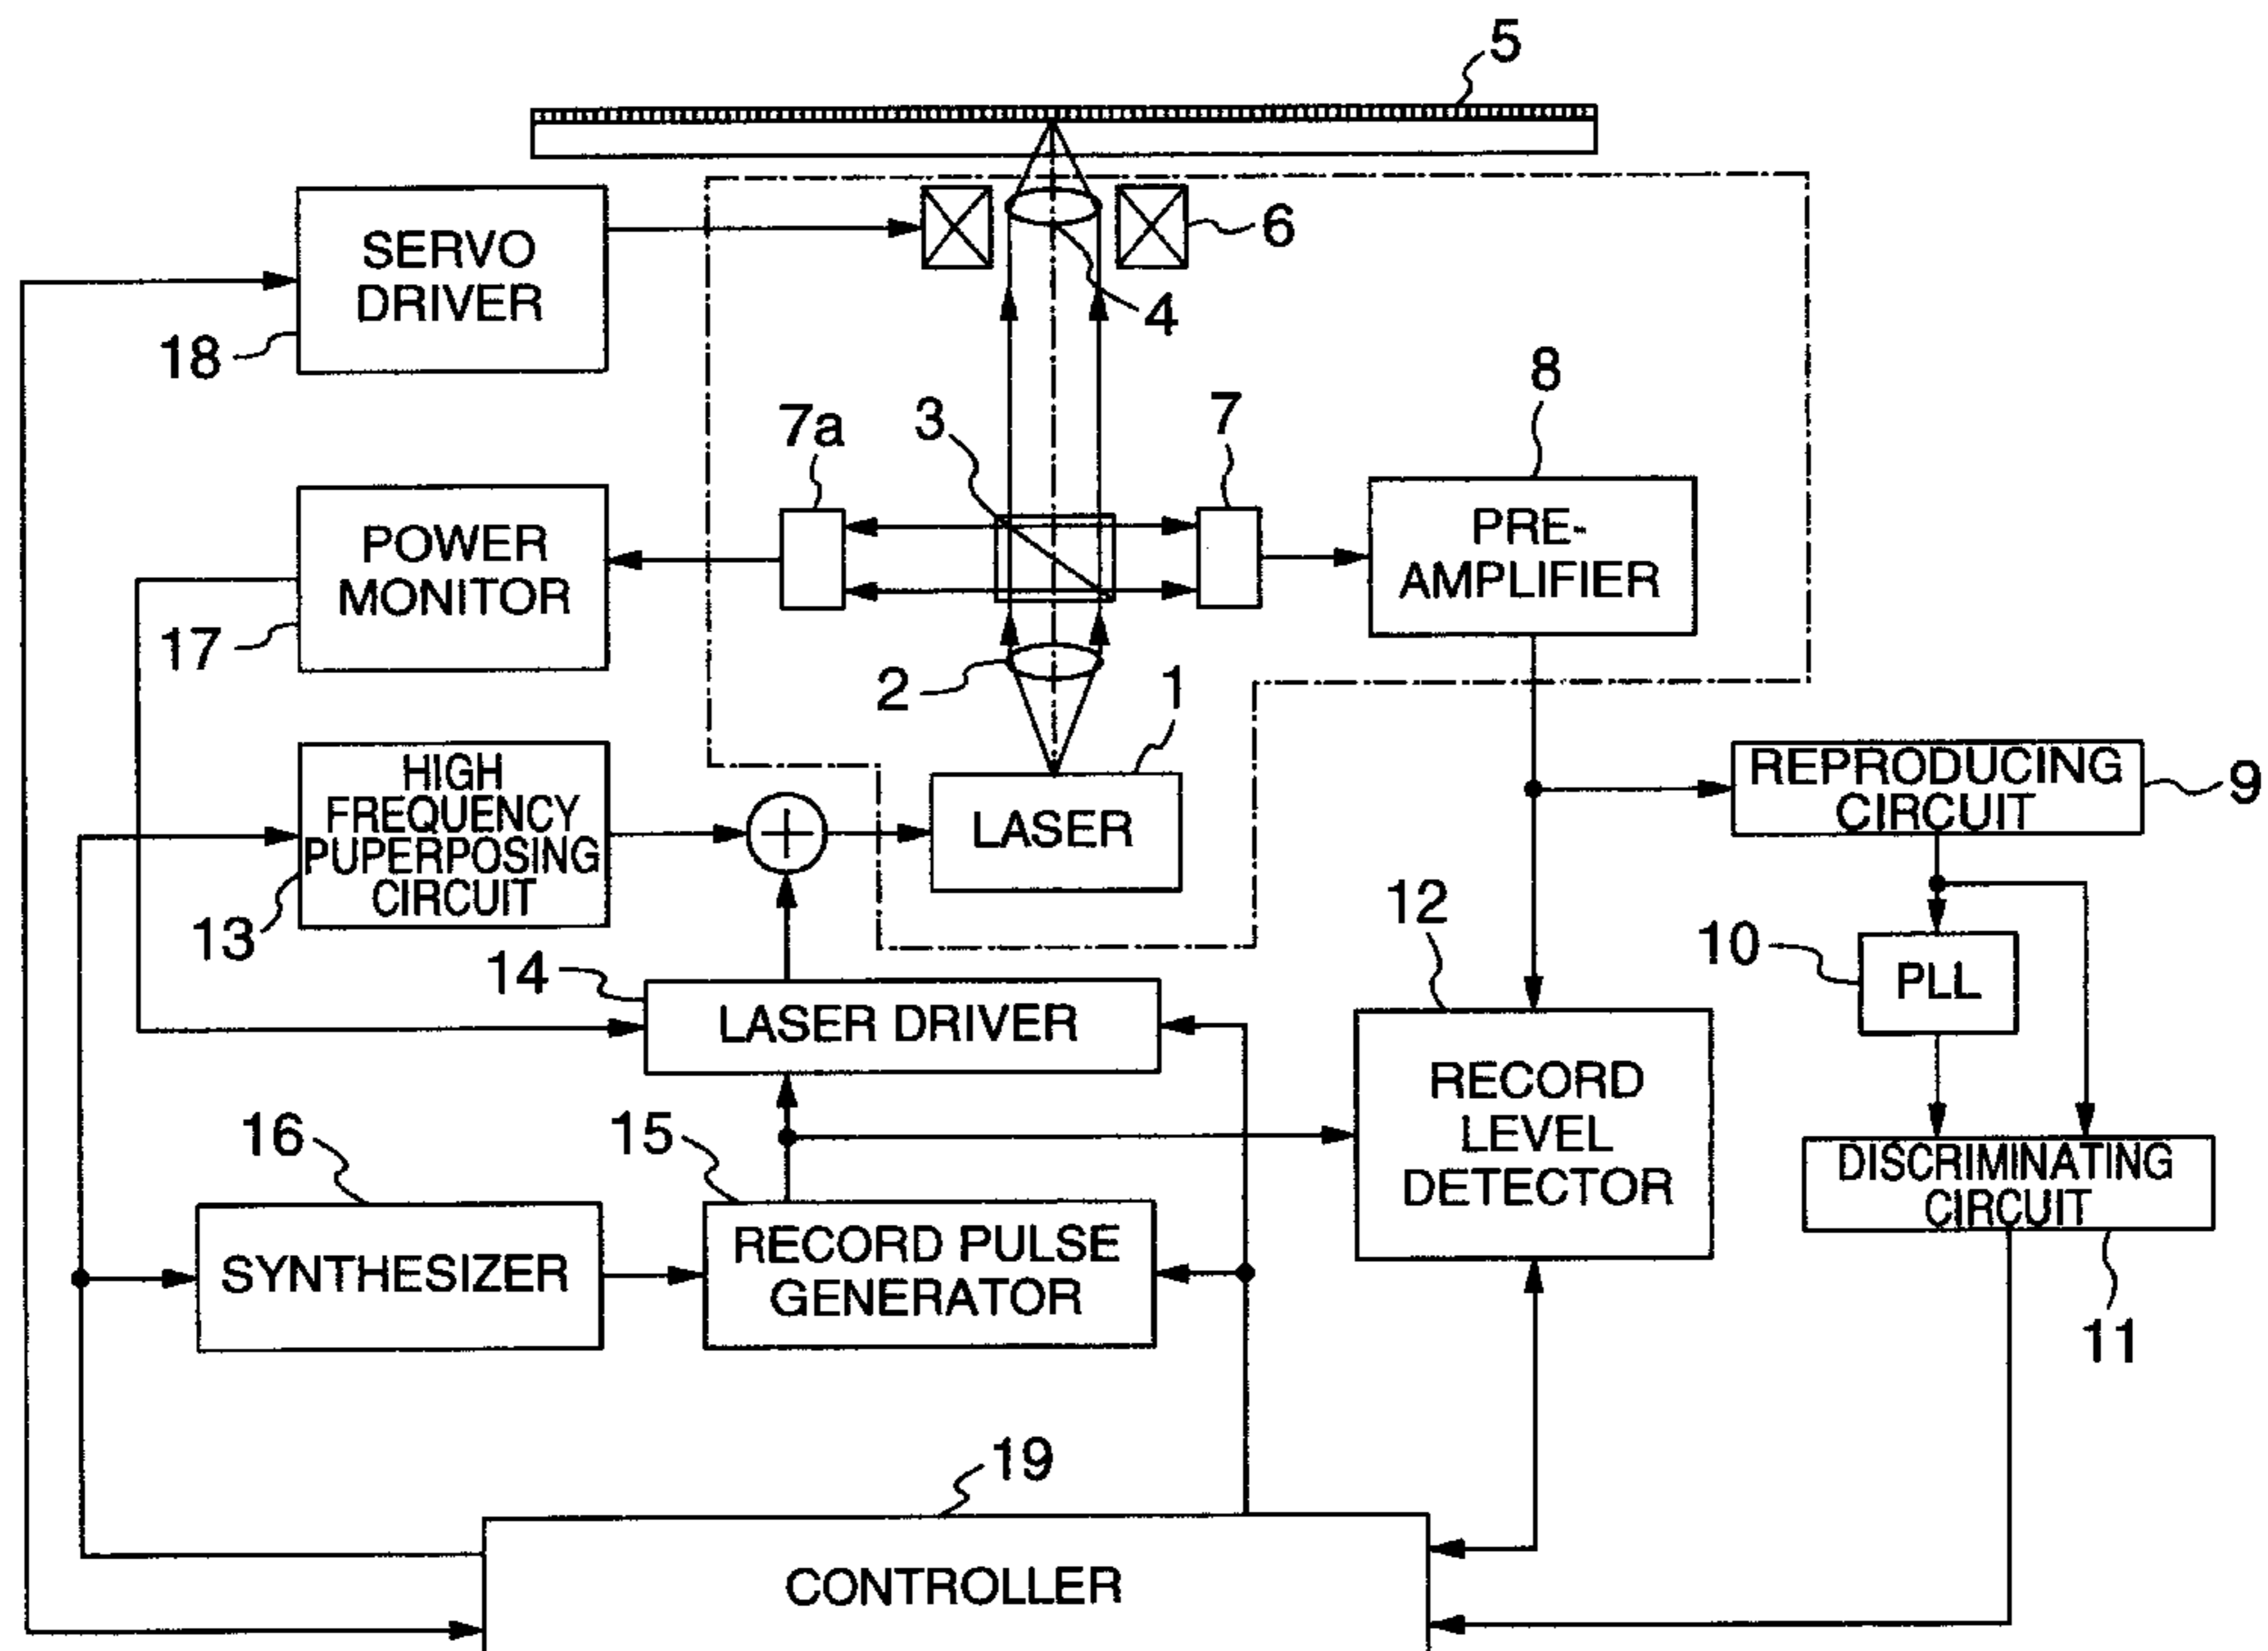 5
SERVO
DRIVER
18
6
4
3
7a
7
8
PRE-
AMPLIFIER
POWER
MONITOR
17
2
1
LASER
HIGH
FREQUENCY
PUPERPOSING
CIRCUIT
13
REPRODUCING
CIRCUIT
9
10
PLL
12
14
LASER DRIVER
RECORD
LEVEL
DETECTOR
16
15
SYNTHESIZER
RECORD PULSE
GENERATOR
DISCRIMINATING
CIRCUIT
11
19
CONTROLLER